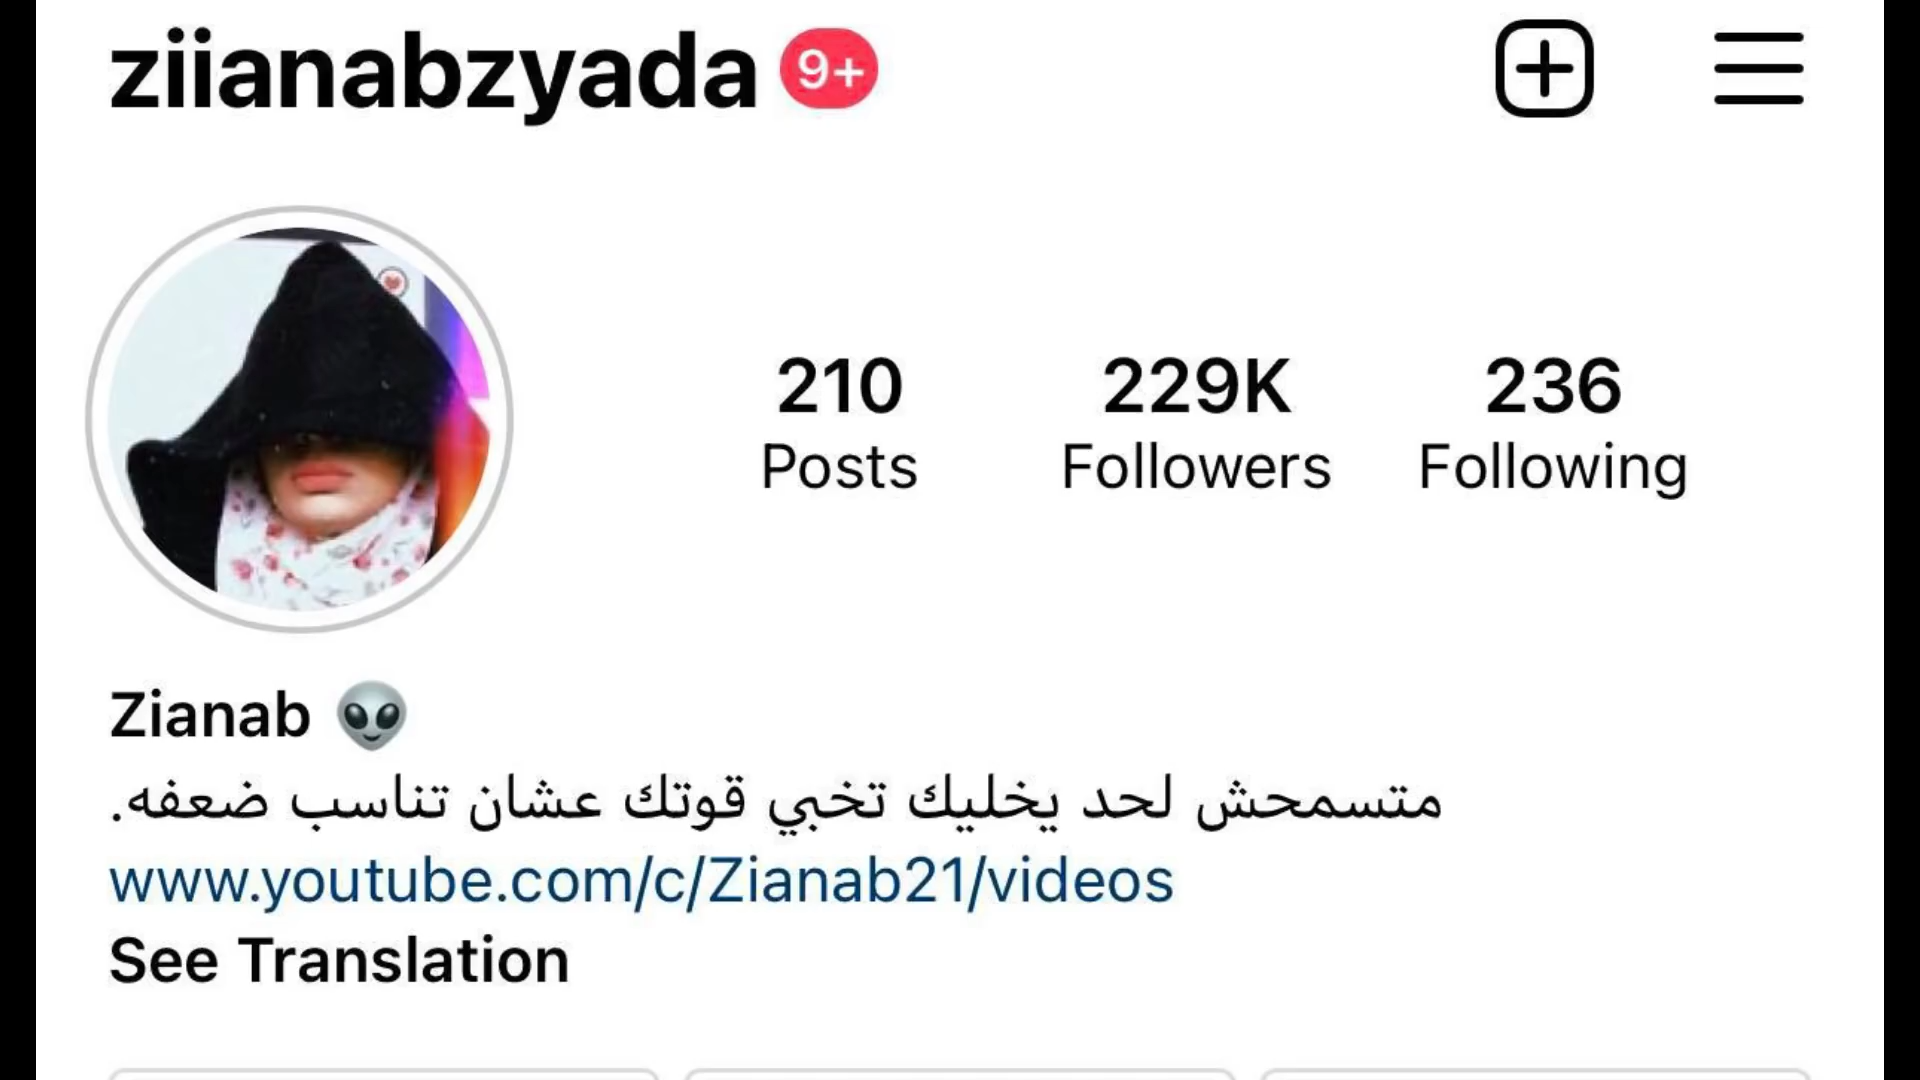 ziianabzyada 9+
210 229K 236
Posts Followers Following
Zianab 👽
متسمحش لحد يخليك تخبي قوتك عشان تناسب ضعفه.
www.youtube.com/c/Zianab21/videos
See Translation